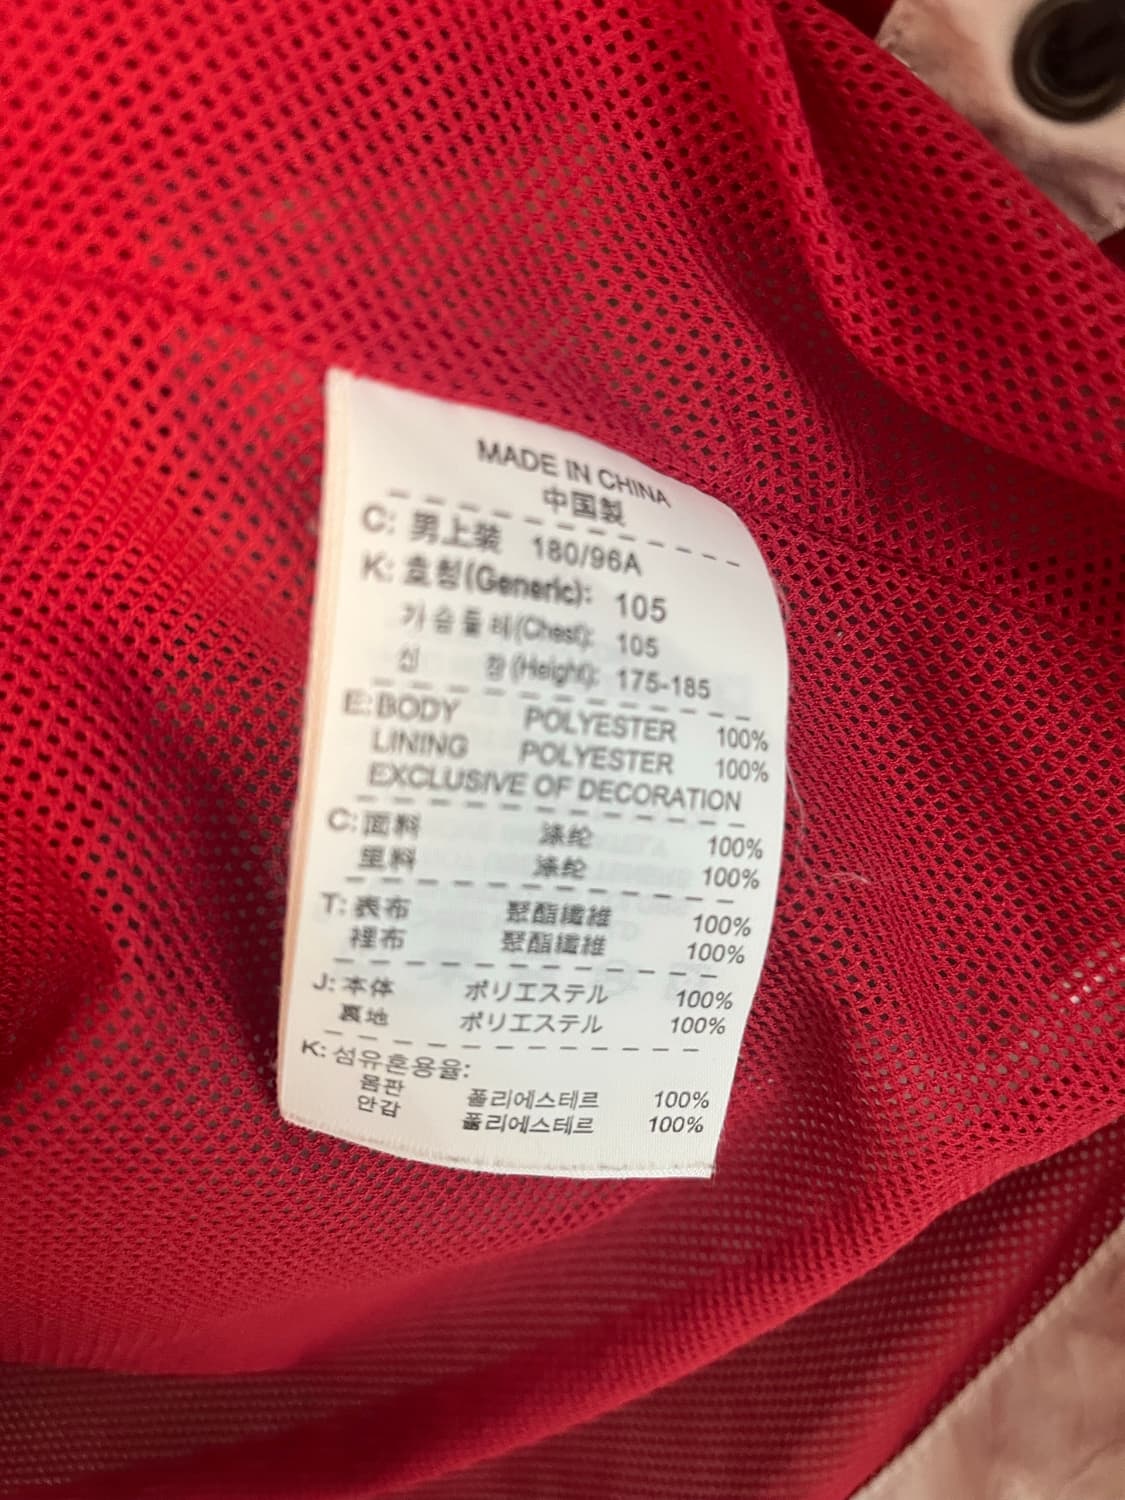 MADE IN CHINA
中国製
C: 男上装 180/96A
K: 호칭(Generic): 105
가슴둘레(Chest): 105
신 장(Height): 175-185
E: BODY POLYESTER 100%
LINING POLYESTER 100%
EXCLUSIVE OF DECORATION
C: 面料 涤纶 100%
里料 涤纶 100%
T: 表布 聚酯纖維 100%
裡布 聚酯纖維 100%
J: 本体 ポリエステル 100%
裏地 ポリエステル 100%
K: 섬유혼용율:
몸판 폴리에스테르 100%
안감 폴리에스테르 100%